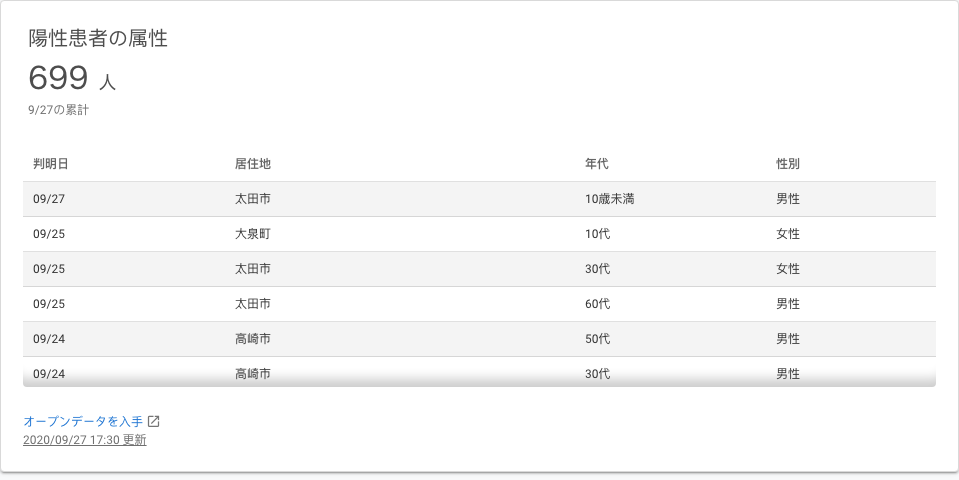 陽性患者の属性
699 人
9/27の累計
判明日 居住地 年代 性別
09/27 太田市 10歳未満 男性
09/25 大泉町 10代 女性
09/25 太田市 30代 女性
09/25 太田市 60代 男性
09/24 高崎市 50代 男性
09/24 高崎市 30代 男性
オープンデータを入手
2020/09/27 17:30 更新